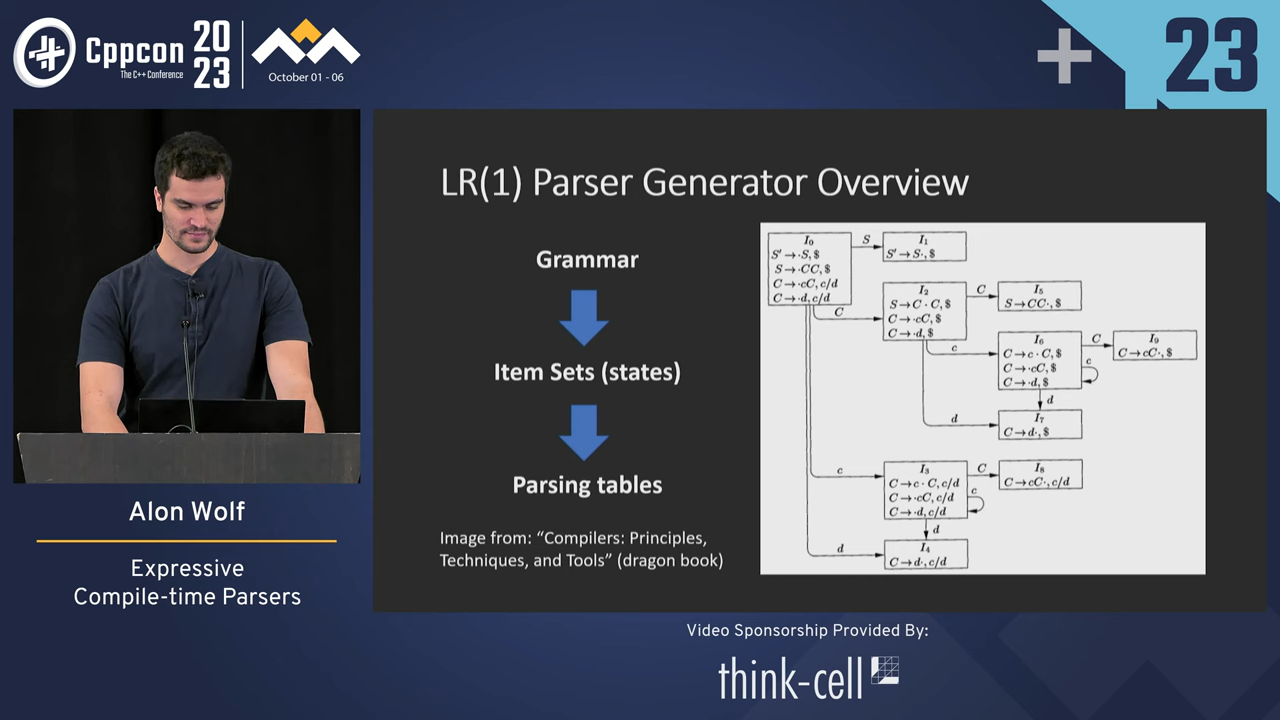 Cppcon
The C++ Conference
20
23
October 01 - 06
23
LR(1) Parser Generator Overview
Grammar
Item Sets (states)
Parsing tables
Image from: “Compilers: Principles,
Techniques, and Tools” (dragon book)
I₀
S′→·S,$
S→·CC,$
C→·cC,c/d
C→·d,c/d
S
I₁
S′→S·,$
C
I₂
S→C·C,$
C→·cC,$
C→·d,$
C
I₅
S→CC·,$
c
I₆
C→c·C,$
C→·cC,$
C→·d,$
C
I₉
C→cC·,$
c
d
d
I₇
C→d·,$
c
I₃
C→c·C,c/d
C→·cC,c/d
C→·d,c/d
C
I₈
C→cC·,c/d
c
d
d
I₄
C→d·,c/d
Alon Wolf
Expressive
Compile-time Parsers
Video Sponsorship Provided By:
think-cell